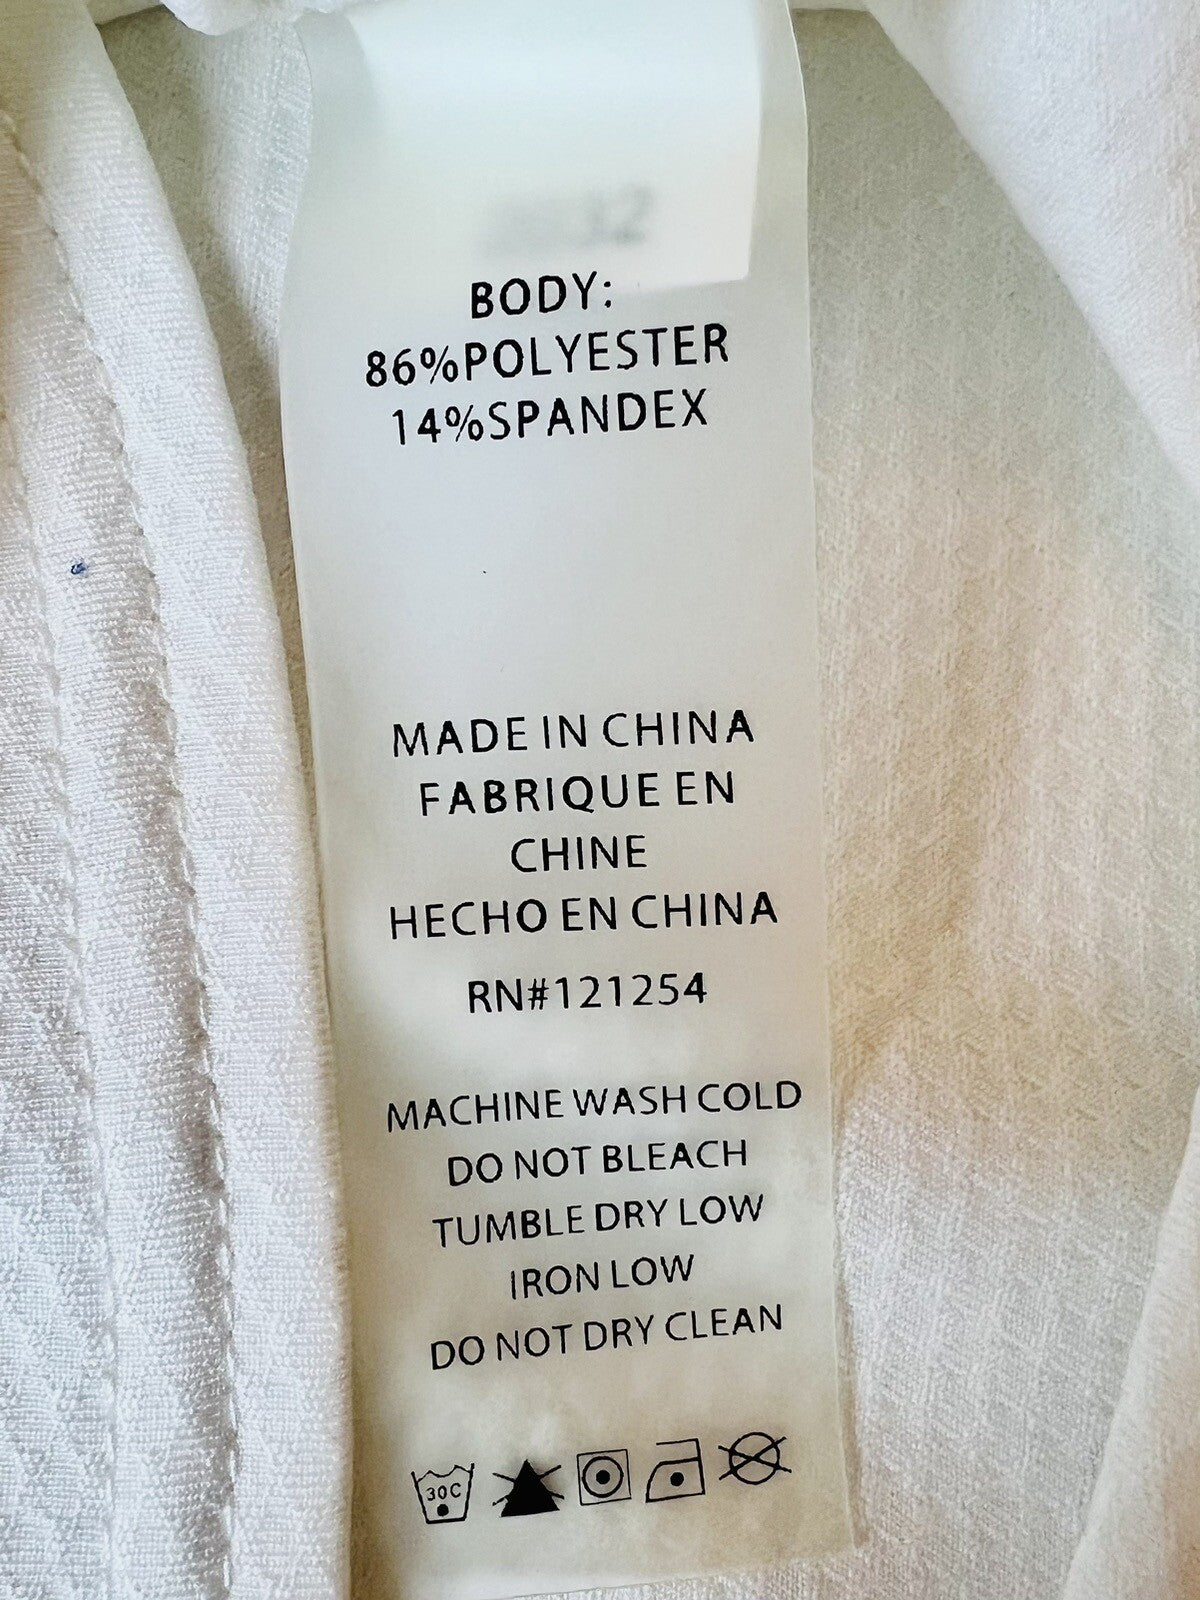 BODY:
86%POLYESTER
14%SPANDEX
MADE IN CHINA
FABRIQUE EN
CHINE
HECHO EN CHINA
RN#121254
MACHINE WASH COLD
DO NOT BLEACH
TUMBLE DRY LOW
IRON LOW
DO NOT DRY CLEAN
30C